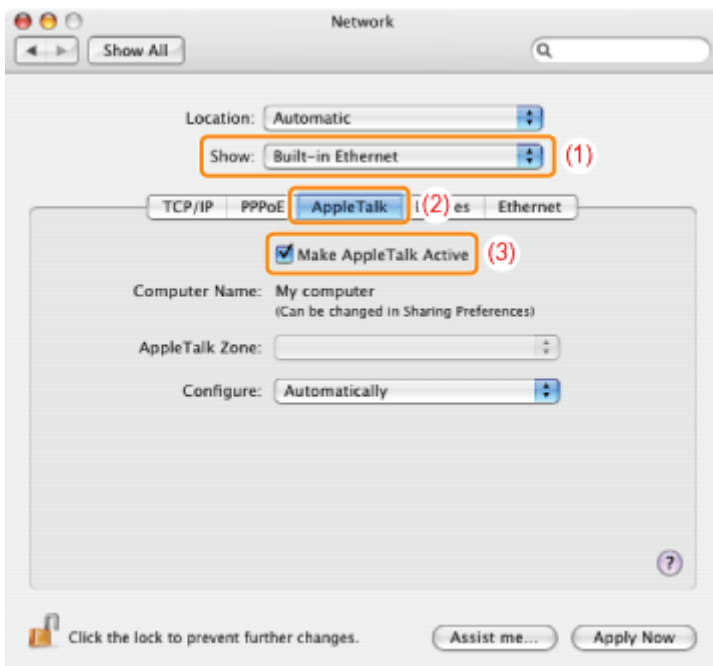 Network
Show All
Location: Automatic
Show: Built-in Ethernet (1)
TCP/IP PPPoE AppleTalk (2) es Ethernet
Make AppleTalk Active (3)
Computer Name: My computer
(Can be changed in Sharing Preferences)
AppleTalk Zone:
Configure: Automatically
?
Click the lock to prevent further changes. Assist me... Apply Now